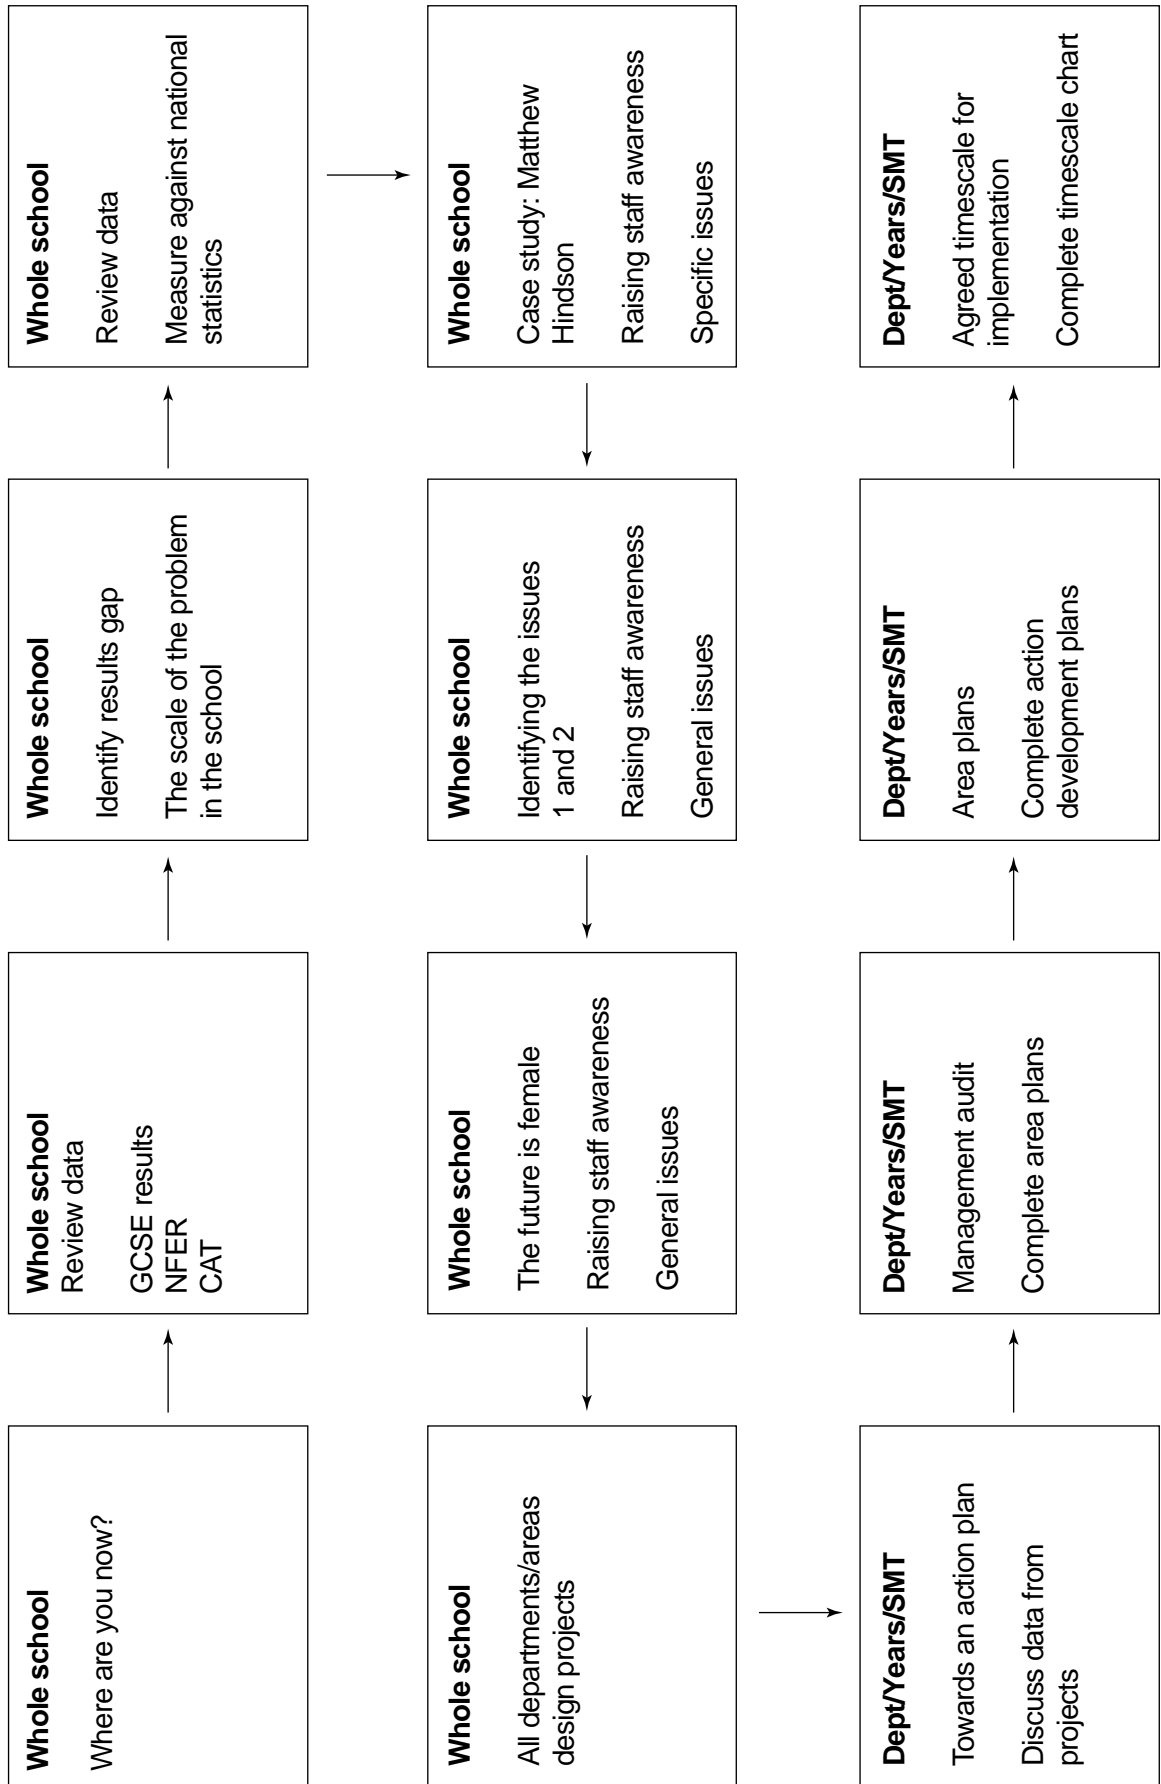 Whole school
Where are you now?
Whole school
Review data
GCSE results
NFER
CAT
Whole school
Identify results gap
The scale of the problem
in the school
Whole school
Review data
Measure against national
statistics
Whole school
Case study: Matthew
Hindson
Raising staff awareness
Specific issues
Whole school
Identifying the issues
1 and 2
Raising staff awareness
General issues
Whole school
The future is female
Raising staff awareness
General issues
Whole school
All departments/areas
design projects
Dept/Years/SMT
Towards an action plan
Discuss data from
projects
Dept/Years/SMT
Management audit
Complete area plans
Dept/Years/SMT
Area plans
Complete action
development plans
Dept/Years/SMT
Agreed timescale for
implementation
Complete timescale chart